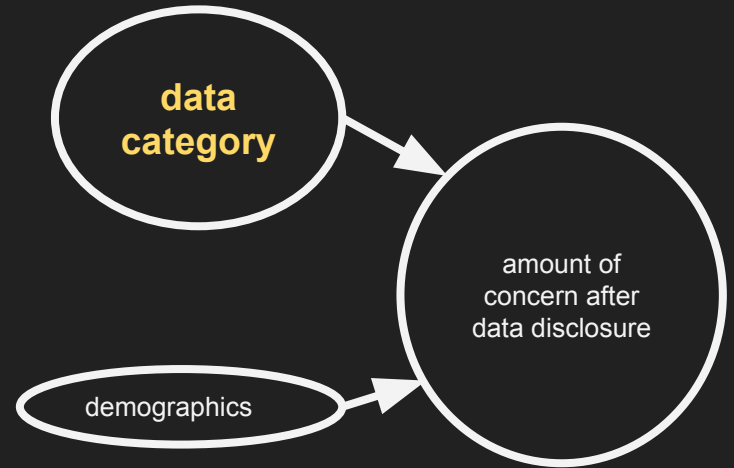 data
category
amount of
concern after
data disclosure
demographics